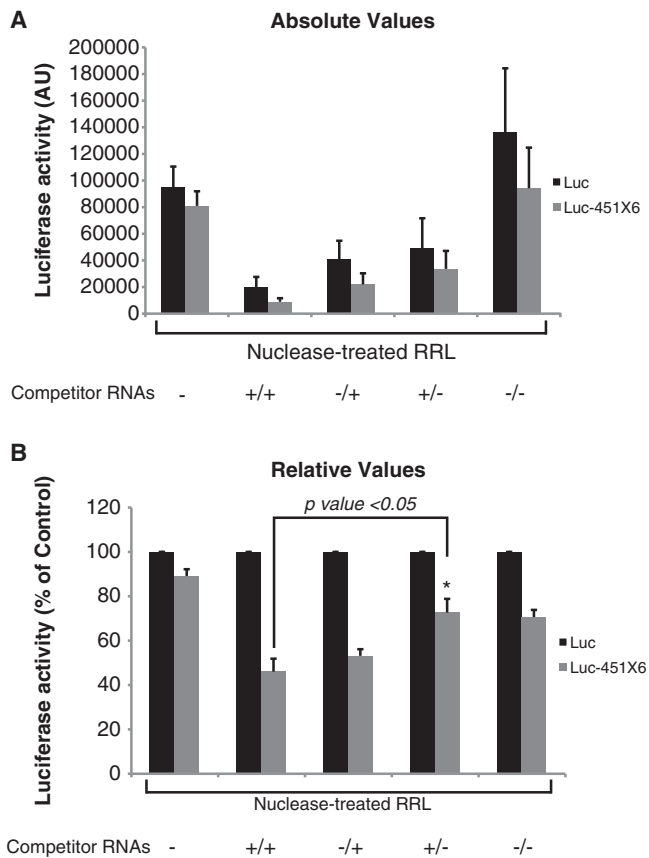 A
Absolute Values
Luciferase activity (AU)
200000
180000
160000
140000
120000
100000
80000
60000
40000
20000
0
Luc
Luc-451X6
Nuclease-treated RRL
Competitor RNAs - +/+ -/+ +/- -/-
B
Relative Values
Luciferase activity (% of Control)
p value <0.05
120
100
80
60
40
20
0
*
Luc
Luc-451X6
Nuclease-treated RRL
Competitor RNAs - +/+ -/+ +/- -/-